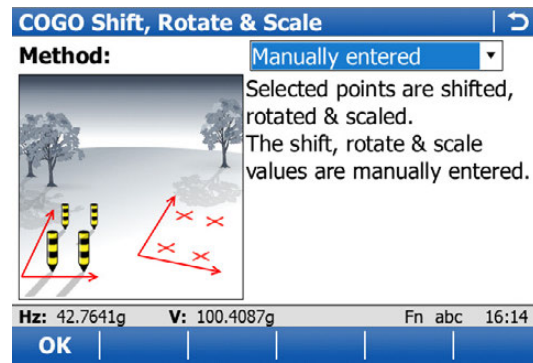 COGO Shift, Rotate & Scale
Method: Manually entered
Selected points are shifted,
rotated & scaled.
The shift, rotate & scale
values are manually entered.
Hz: 42.7641g V: 100.4087g Fn abc 16:14
OK